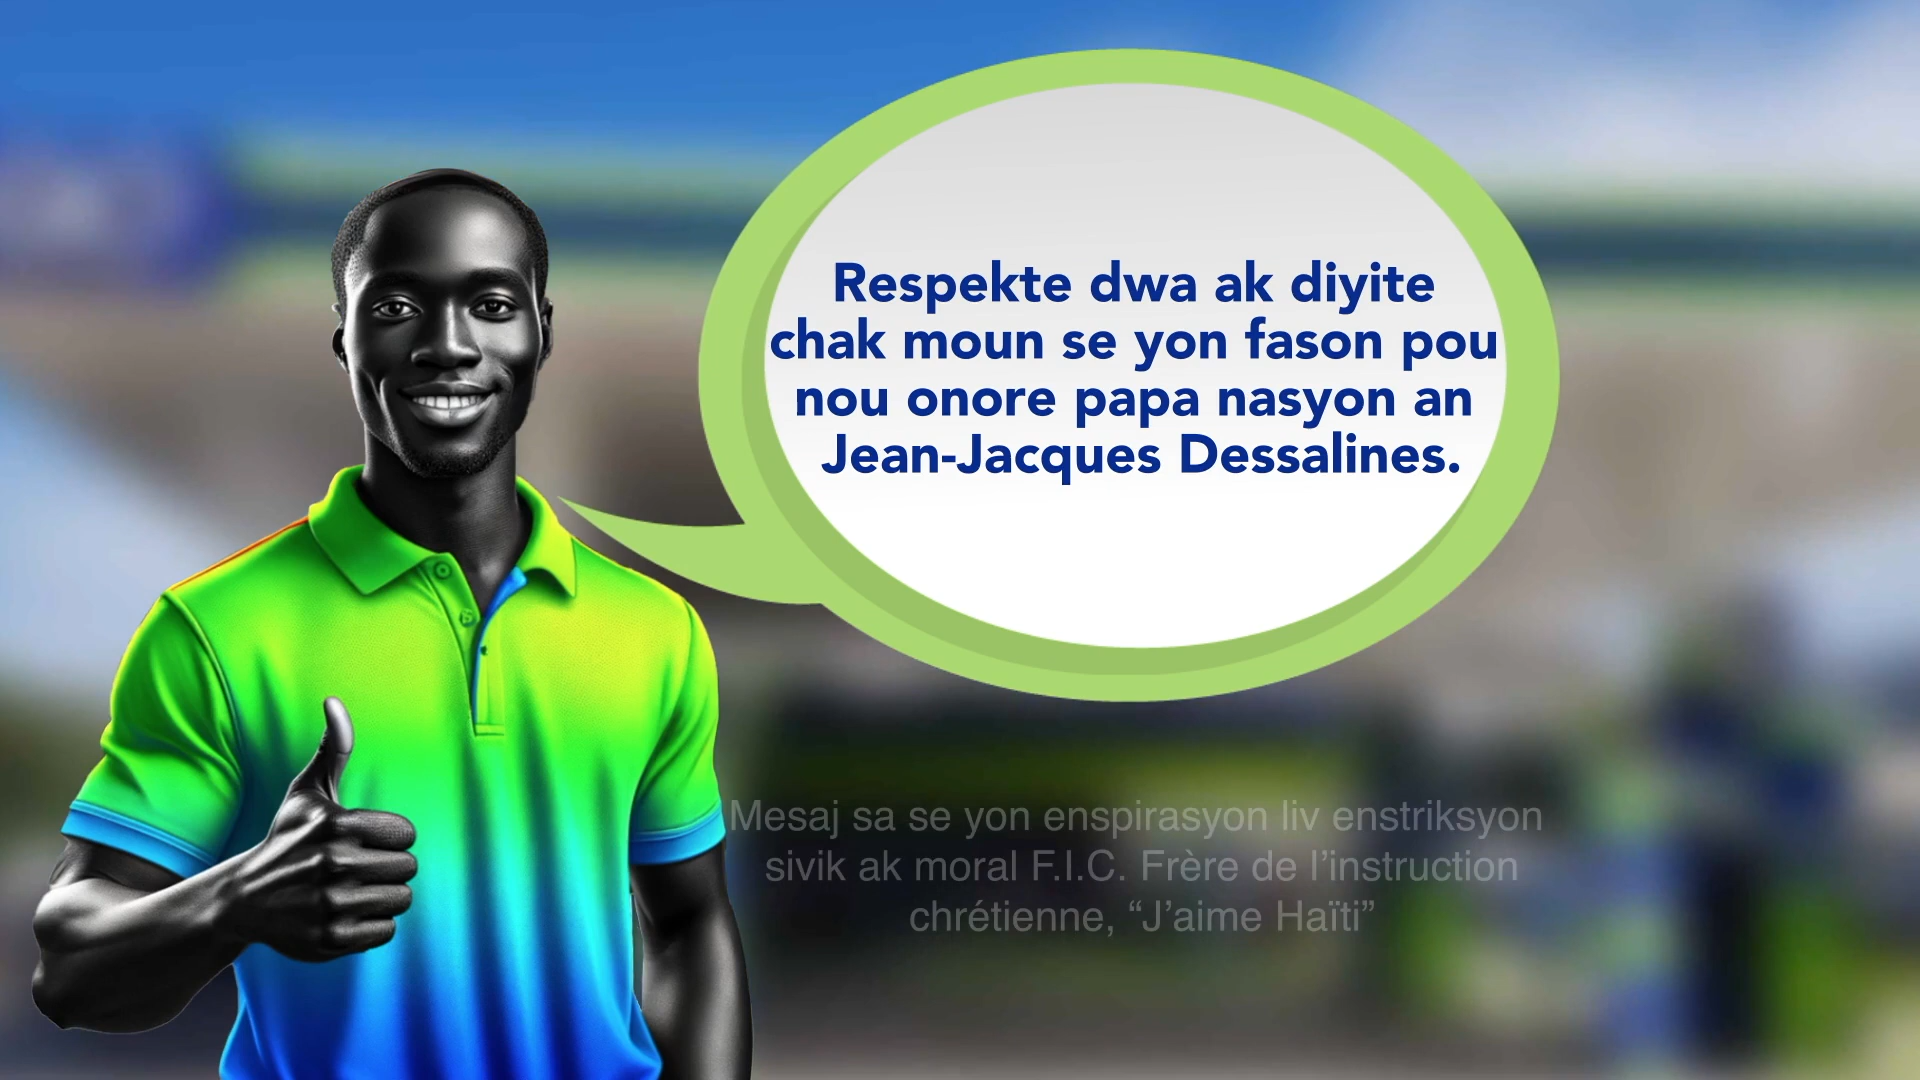 Respekte dwa ak diyite
chak moun se yon fason pou
nou onore papa nasyon an
Jean-Jacques Dessalines.
Mesaj sa se yon enspirasyon liv enstriksyon
sivik ak moral F.I.C. Frère de l’instruction
chrétienne, “J’aime Haïti”